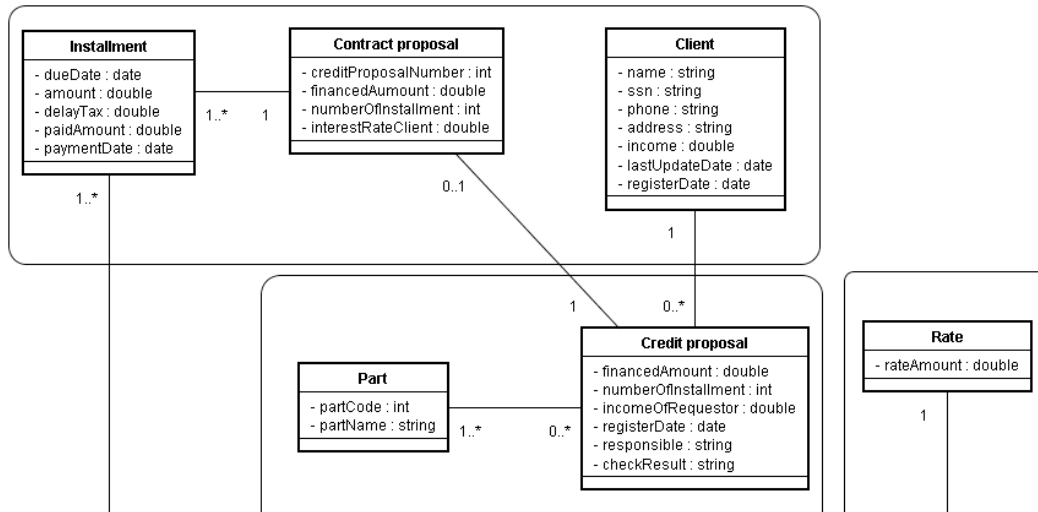 Installment
- dueDate : date
- amount : double
- delayTax : double
- paidAmount : double
- paymentDate : date
1..*
1..*
1
Contract proposal
- creditProposalNumber : int
- financedAumount : double
- numberOfInstallment : int
- interestRateClient : double
0..1
Client
- name : string
- ssn : string
- phone : string
- address : string
- income : double
- lastUpdateDate : date
- registerDate : date
1
1
0..*
Part
- partCode : int
- partName : string
1..*
0..*
Credit proposal
- financedAmount : double
- numberOfInstallment : int
- incomeOfRequestor : double
- registerDate : date
- responsible : string
- checkResult : string
Rate
- rateAmount : double
1